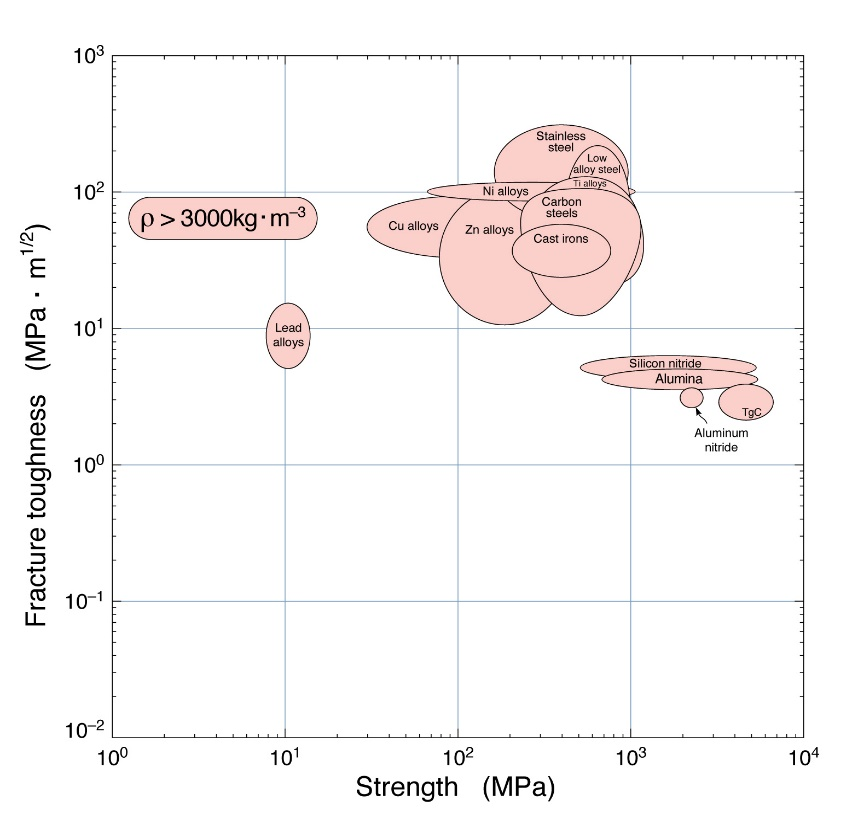 10³
10²
10¹
10⁰
10⁻¹
10⁻²
Fracture toughness (MPa · m¹ᐟ²)
ρ > 3000kg·m⁻³
Stainless
steel
Low
alloy steel
Ti alloys
Ni alloys
Carbon
steels
Cu alloys
Zn alloys
Cast irons
Lead
alloys
Silicon nitride
Alumina
TgC
Aluminum
nitride
10⁰ 10¹ 10² 10³ 10⁴
Strength (MPa)